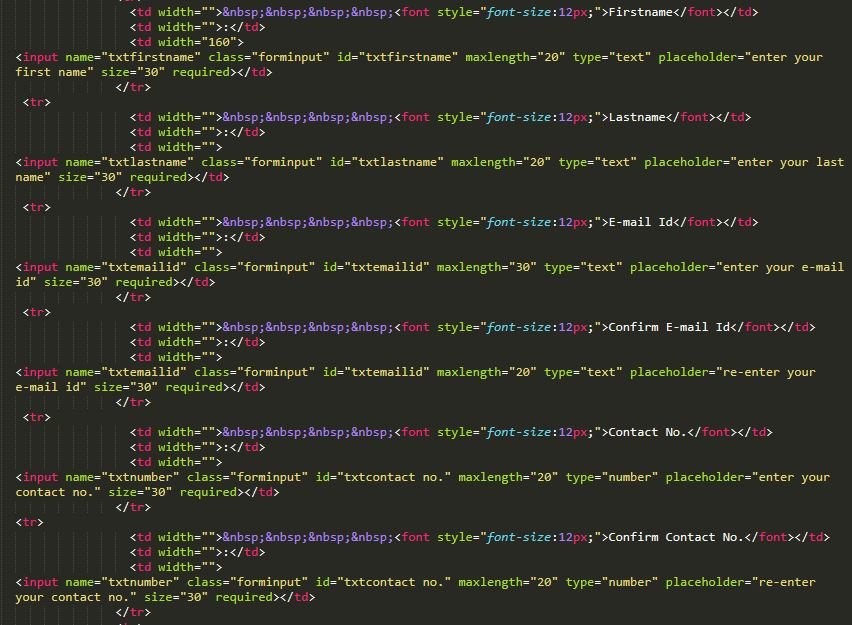 <td width="">&nbsp;&nbsp;&nbsp;&nbsp;<font style="font-size:12px;">Firstname</font></td>
<td width="">:</td>
<td width="160">
<input name="txtfirstname" class="forminput" id="txtfirstname" maxlength="20" type="text" placeholder="enter your
first name" size="30" required></td>
</tr>
<tr>
<td width="">&nbsp;&nbsp;&nbsp;&nbsp;<font style="font-size:12px;">Lastname</font></td>
<td width="">:</td>
<td width="">
<input name="txtlastname" class="forminput" id="txtlastname" maxlength="20" type="text" placeholder="enter your last
name" size="30" required></td>
</tr>
<tr>
<td width="">&nbsp;&nbsp;&nbsp;&nbsp;<font style="font-size:12px;">E-mail Id</font></td>
<td width="">:</td>
<td width="">
<input name="txtemailid" class="forminput" id="txtemailid" maxlength="30" type="text" placeholder="enter your e-mail
id" size="30" required></td>
</tr>
<tr>
<td width="">&nbsp;&nbsp;&nbsp;&nbsp;<font style="font-size:12px;">Confirm E-mail Id</font></td>
<td width="">:</td>
<td width="">
<input name="txtemailid" class="forminput" id="txtemailid" maxlength="20" type="text" placeholder="re-enter your
e-mail id" size="30" required></td>
</tr>
<tr>
<td width="">&nbsp;&nbsp;&nbsp;&nbsp;<font style="font-size:12px;">Contact No.</font></td>
<td width="">:</td>
<td width="">
<input name="txtnumber" class="forminput" id="txtcontact no." maxlength="20" type="number" placeholder="enter your
contact no." size="30" required></td>
</tr>
<tr>
<td width="">&nbsp;&nbsp;&nbsp;&nbsp;<font style="font-size:12px;">Confirm Contact No.</font></td>
<td width="">:</td>
<td width="">
<input name="txtnumber" class="forminput" id="txtcontact no." maxlength="20" type="number" placeholder="re-enter
your contact no." size="30" required></td>
</tr>